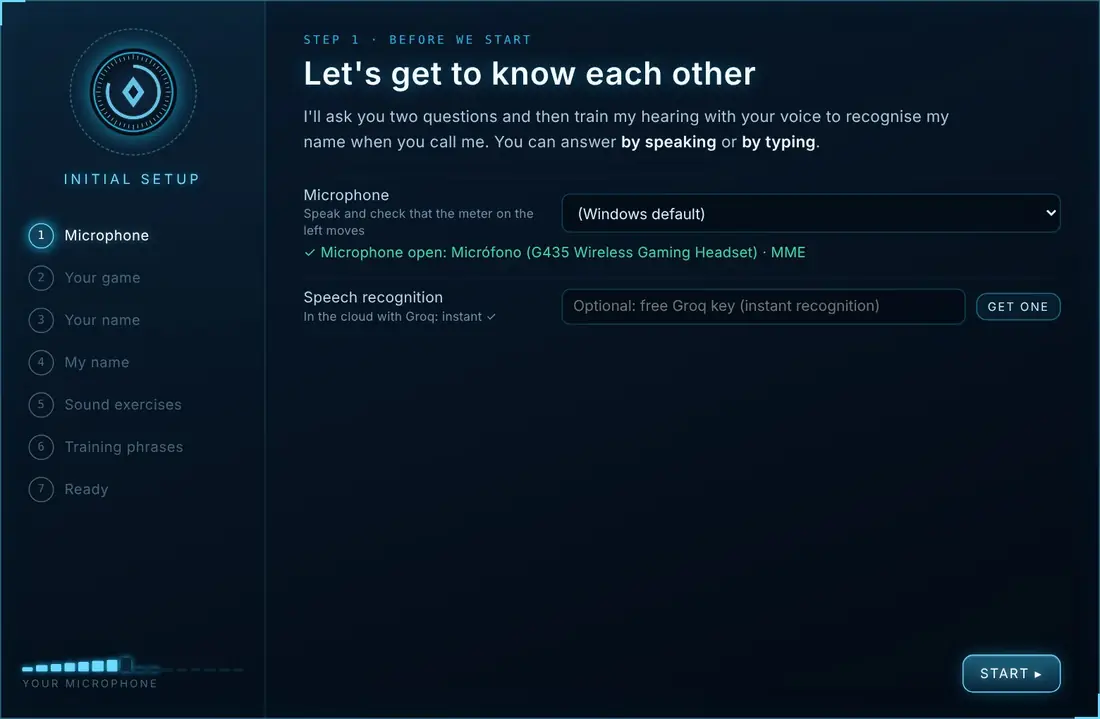 INITIAL SETUP
1 Microphone
2 Your game
3 Your name
4 My name
5 Sound exercises
6 Training phrases
7 Ready
YOUR MICROPHONE
STEP 1 · BEFORE WE START
Let's get to know each other
I'll ask you two questions and then train my hearing with your voice to recognise my
name when you call me. You can answer by speaking or by typing.
Microphone
Speak and check that the meter on the
left moves
(Windows default)
✓ Microphone open: Micrófono (G435 Wireless Gaming Headset) · MME
Speech recognition
In the cloud with Groq: instant ✓
Optional: free Groq key (instant recognition)
GET ONE
START ▸